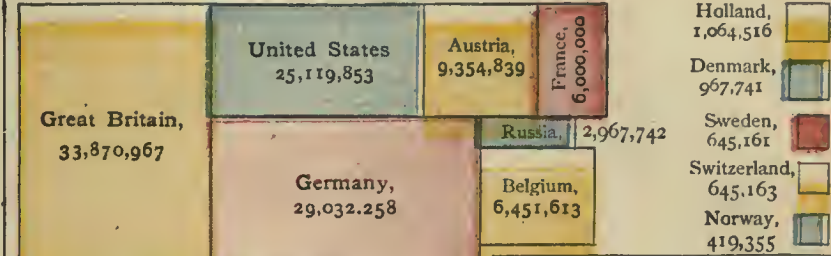 Great Britain,
33,870,967
United States
25,119,853
Austria,
9,354,839
France,
6,000,000
Germany,
29,032.258
Russia, 2,967,742
Belgium,
6,451,613
Holland,
1,064,516
Denmark,
967,741
Sweden,
645,161
Switzerland,
645.163
Norway,
419,355